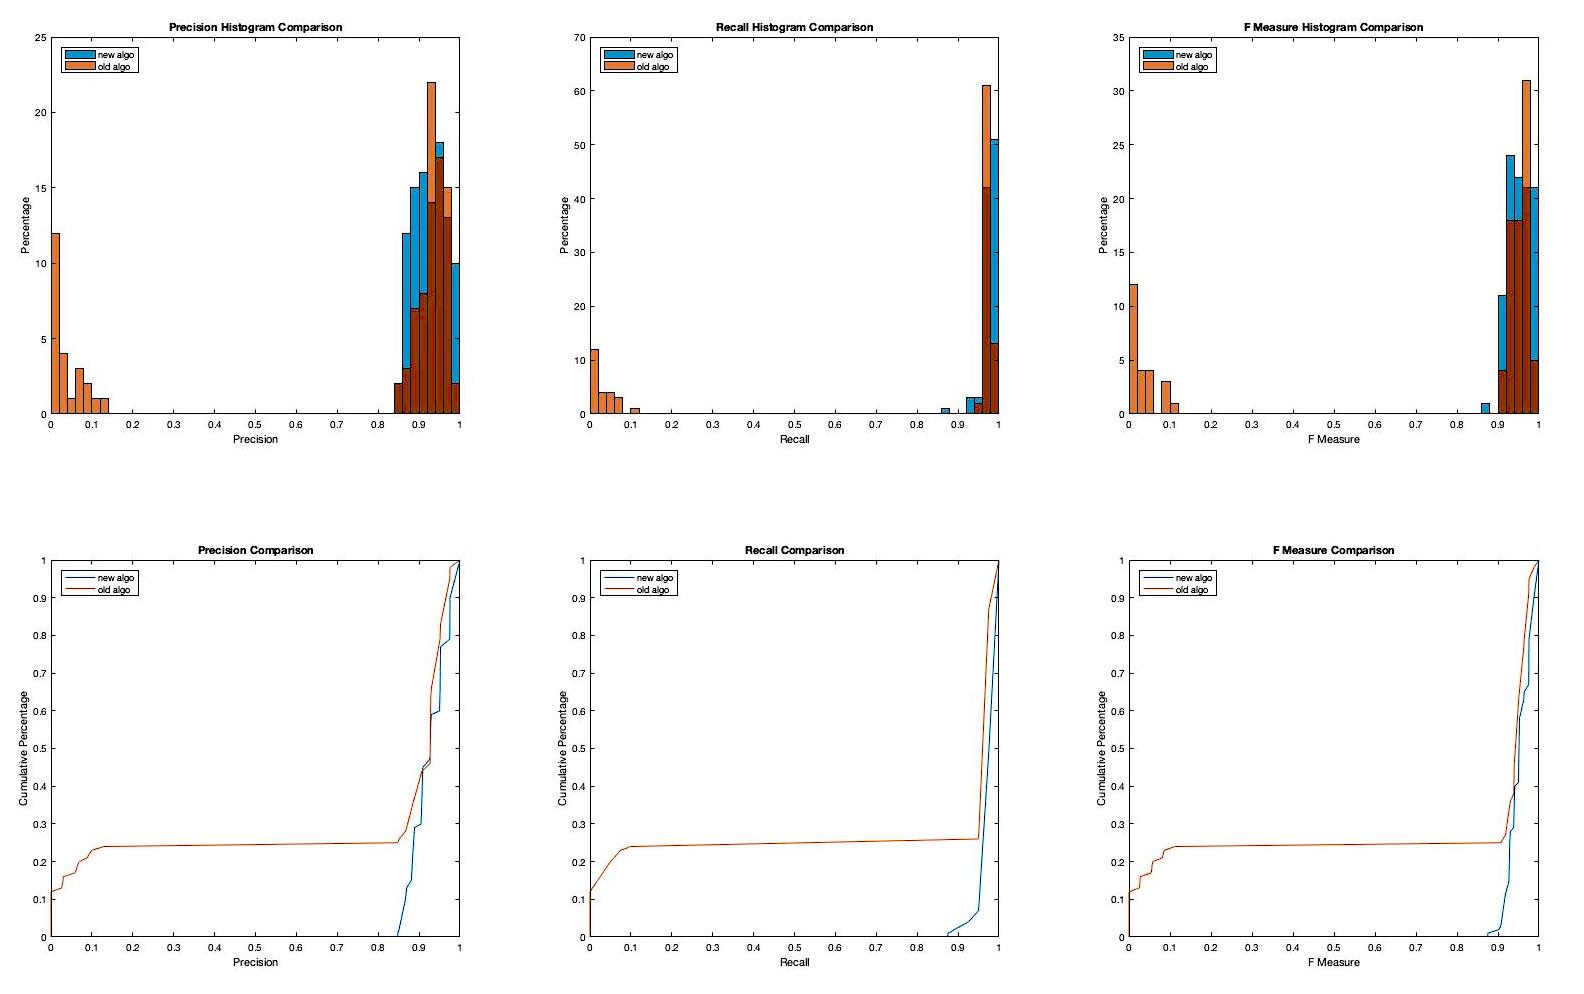 Precision Histogram Comparison
25
20
15
10
5
0
Percentage
new algo
old algo
0 0.1 0.2 0.3 0.4 0.5 0.6 0.7 0.8 0.9 1
Precision
Recall Histogram Comparison
70
60
50
40
30
20
10
0
Percentage
new algo
old algo
0 0.1 0.2 0.3 0.4 0.5 0.6 0.7 0.8 0.9 1
Recall
F Measure Histogram Comparison
35
30
25
20
15
10
5
0
Percentage
new algo
old algo
0 0.1 0.2 0.3 0.4 0.5 0.6 0.7 0.8 0.9 1
F Measure
Precision Comparison
1
0.9
0.8
0.7
0.6
0.5
0.4
0.3
0.2
0.1
0
Cumulative Percentage
new algo
old algo
0 0.1 0.2 0.3 0.4 0.5 0.6 0.7 0.8 0.9 1
Precision
Recall Comparison
1
0.9
0.8
0.7
0.6
0.5
0.4
0.3
0.2
0.1
0
Cumulative Percentage
new algo
old algo
0 0.1 0.2 0.3 0.4 0.5 0.6 0.7 0.8 0.9 1
Recall
F Measure Comparison
1
0.9
0.8
0.7
0.6
0.5
0.4
0.3
0.2
0.1
0
Cumulative Percentage
new algo
old algo
0 0.1 0.2 0.3 0.4 0.5 0.6 0.7 0.8 0.9 1
F Measure